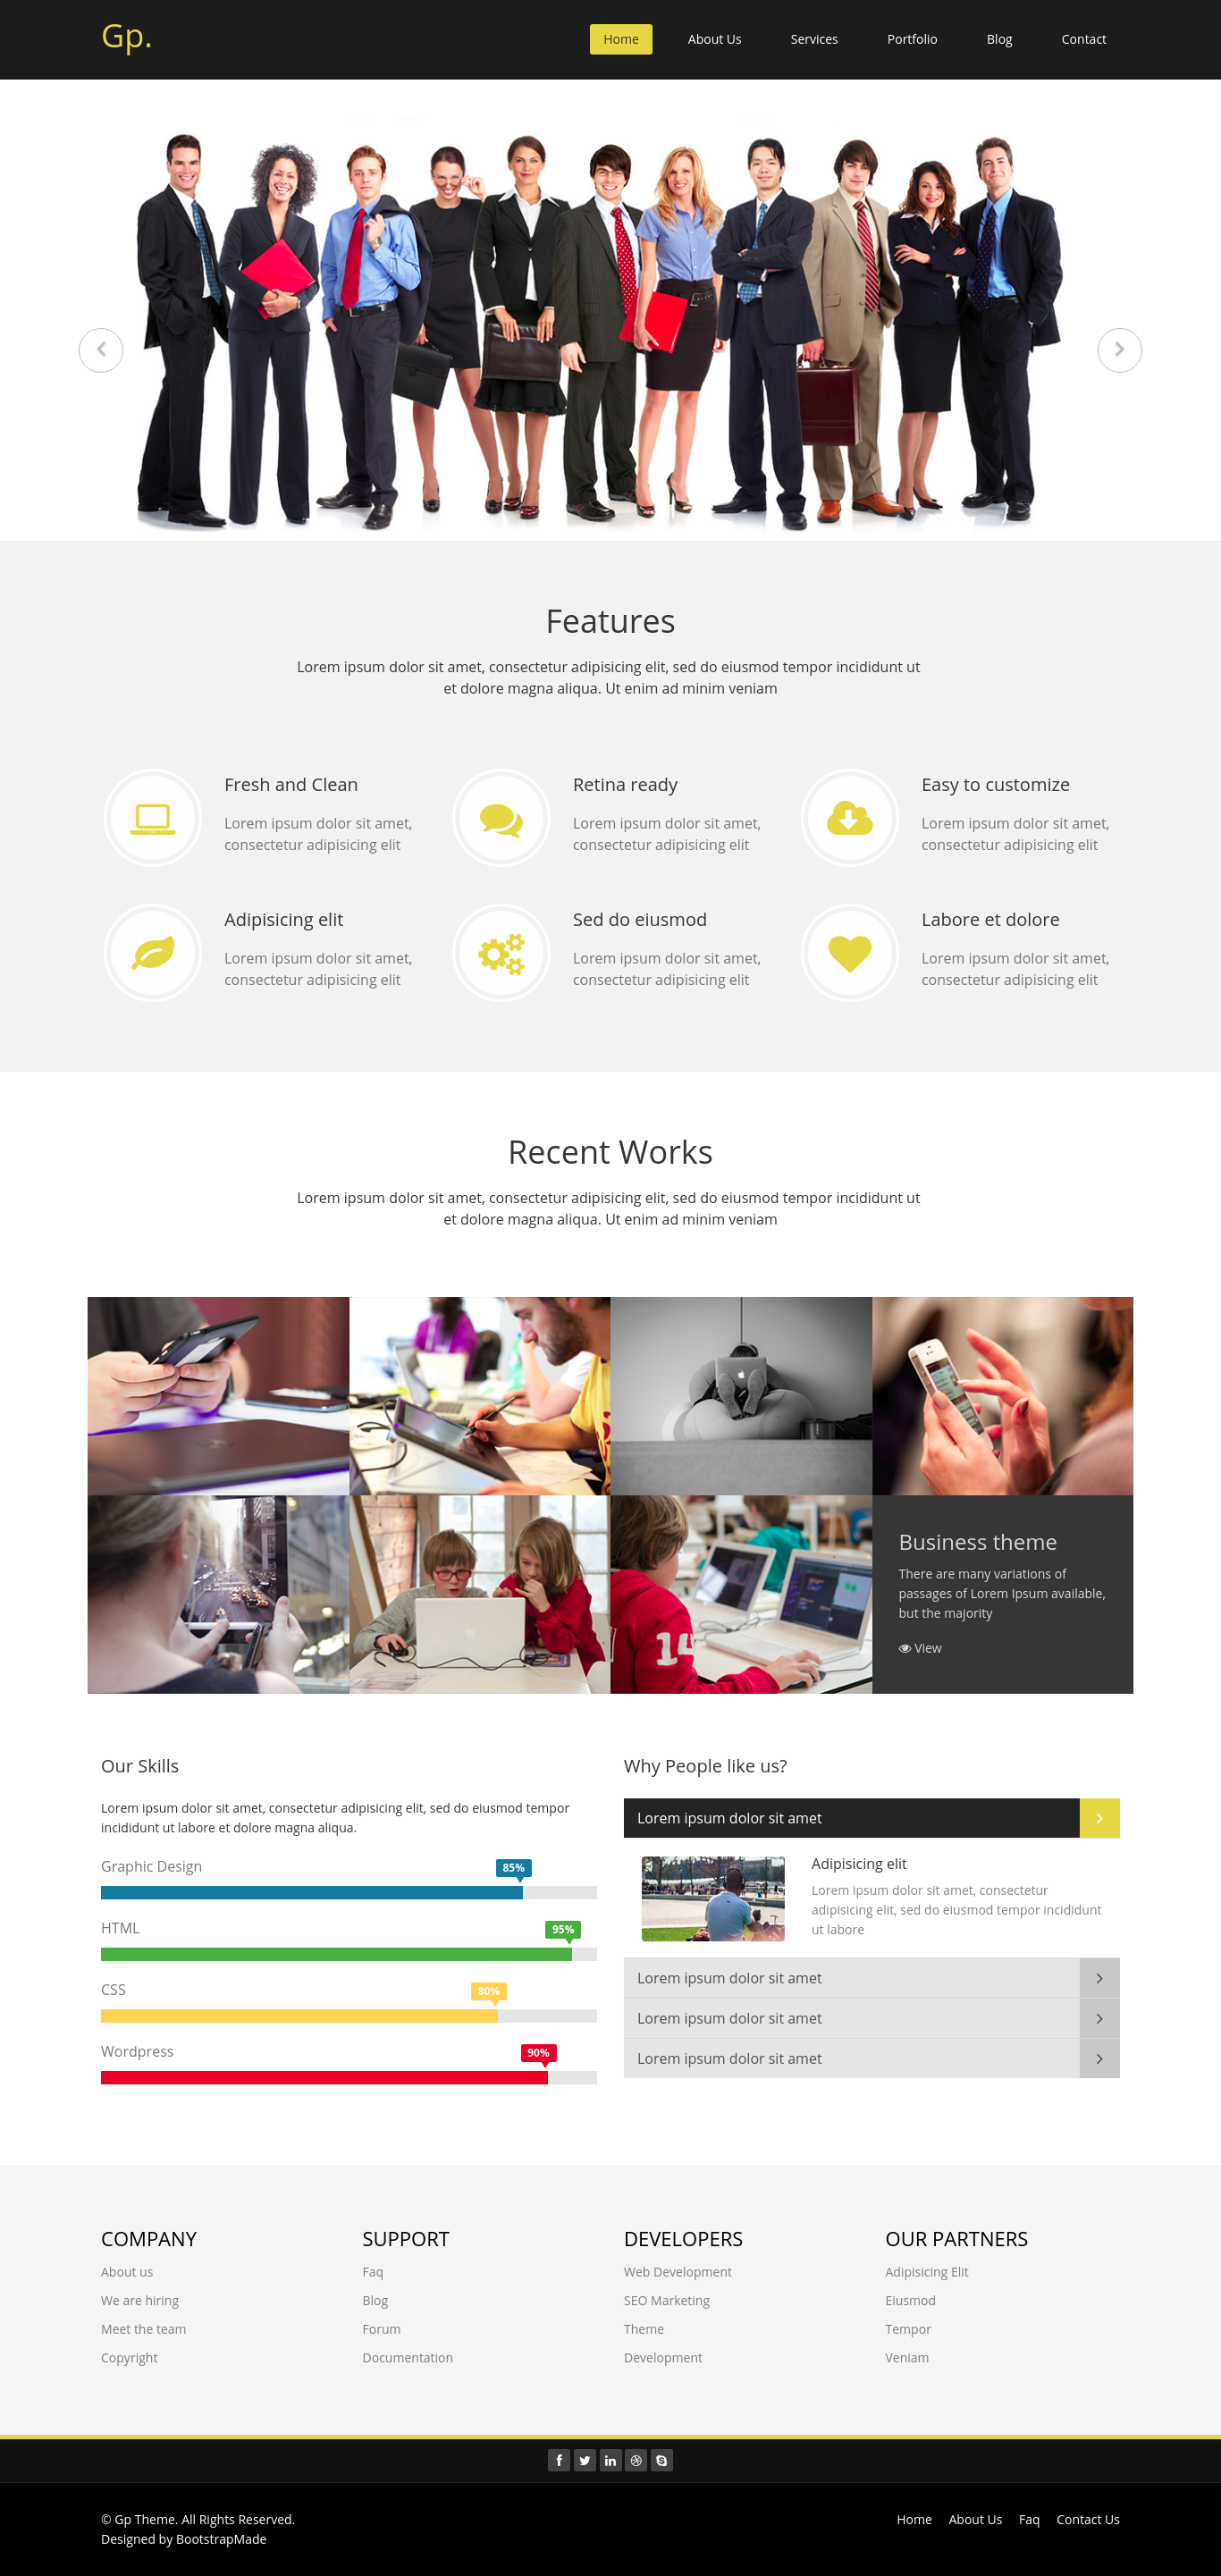 Gp.
Home About Us Services Portfolio Blog Contact
Features
Lorem ipsum dolor sit amet, consectetur adipisicing elit, sed do eiusmod tempor incididunt ut
et dolore magna aliqua. Ut enim ad minim veniam
Fresh and Clean
Lorem ipsum dolor sit amet,
consectetur adipisicing elit
Retina ready
Lorem ipsum dolor sit amet,
consectetur adipisicing elit
Easy to customize
Lorem ipsum dolor sit amet,
consectetur adipisicing elit
Adipisicing elit
Lorem ipsum dolor sit amet,
consectetur adipisicing elit
Sed do eiusmod
Lorem ipsum dolor sit amet,
consectetur adipisicing elit
Labore et dolore
Lorem ipsum dolor sit amet,
consectetur adipisicing elit
Recent Works
Lorem ipsum dolor sit amet, consectetur adipisicing elit, sed do eiusmod tempor incididunt ut
et dolore magna aliqua. Ut enim ad minim veniam
14
Business theme
There are many variations of
passages of Lorem Ipsum available,
but the majority
View
Our Skills
Lorem ipsum dolor sit amet, consectetur adipisicing elit, sed do eiusmod tempor
incididunt ut labore et dolore magna aliqua.
Graphic Design 85%
HTML 95%
CSS 80%
Wordpress 90%
Why People like us?
Lorem ipsum dolor sit amet
Adipisicing elit
Lorem ipsum dolor sit amet, consectetur
adipisicing elit, sed do eiusmod tempor incididunt
ut labore
Lorem ipsum dolor sit amet
Lorem ipsum dolor sit amet
Lorem ipsum dolor sit amet
COMPANY
About us
We are hiring
Meet the team
Copyright
SUPPORT
Faq
Blog
Forum
Documentation
DEVELOPERS
Web Development
SEO Marketing
Theme
Development
OUR PARTNERS
Adipisicing Elit
Eiusmod
Tempor
Veniam
© Gp Theme. All Rights Reserved.
Designed by BootstrapMade
Home About Us Faq Contact Us